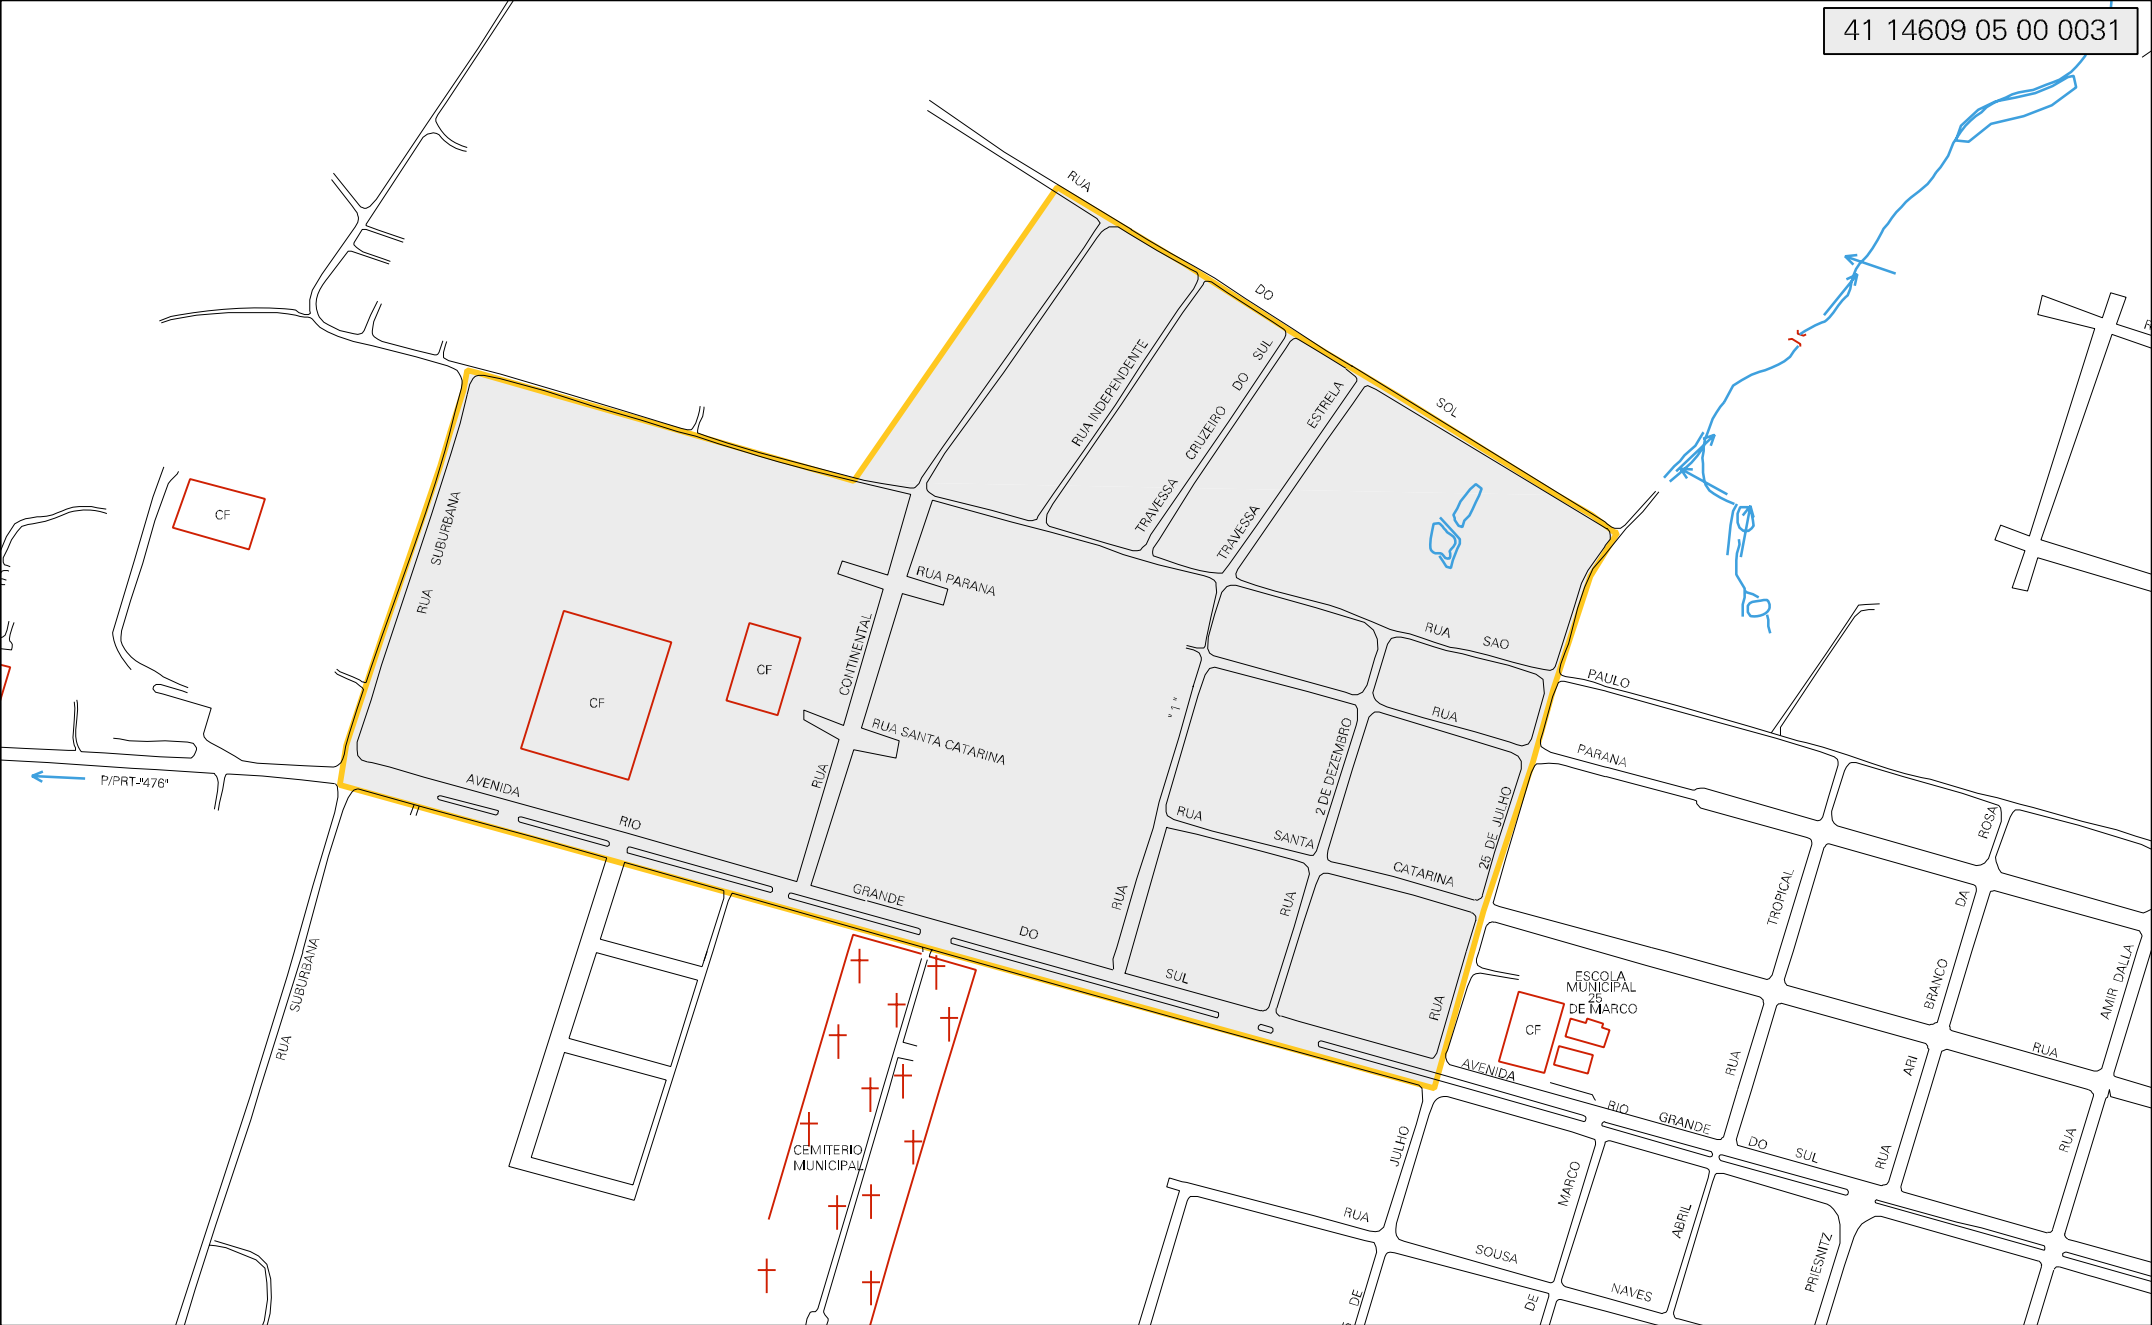 41 14609 05 00 0031
RUA
DO
SOL
RUA INDEPENDENTE
TRAVESSA CRUZEIRO DO SUL
TRAVESSA ESTRELA
CF
RUA SUBURBANA
RUA PARANA
RUA CONTINENTAL
RUA SAO PAULO
CF
CF
RUA SANTA CATARINA
RUA "1"
RUA PARANA
RUA 2 DE DEZEMBRO
RUA 25 DE JULHO
P/PRT-"476"
AVENIDA RIO GRANDE DO SUL
RUA SANTA CATARINA
RUA TROPICAL
RUA ARI BRANCO DA ROSA
RUA AMIR DALLA
RUA
ESCOLA
MUNICIPAL
25
DE MARCO
CF
RUA SUBURBANA
AVENIDA RIO GRANDE DO SUL
CEMITERIO
MUNICIPAL
DE JULHO
RUA SOUSA NAVES
DE MARCO
ABRIL
PRIESNITZ